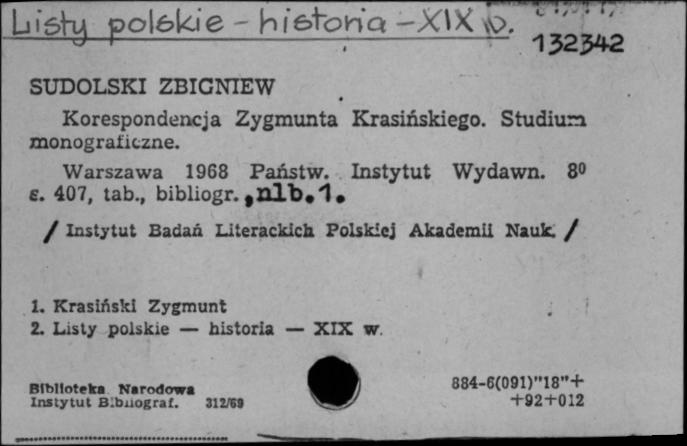 Listy polskie - historia - XIX w.
132342
SUDOLSKI ZBIGNIEW
Korespondencja Zygmunta Krasińskiego. Studium
monograficzne.
Warszawa 1968 Państw. Instytut Wydawn. 8⁰
s. 407, tab., bibliogr., nlb. 1.
/ Instytut Badań Literackich Polskiej Akademii Nauk. /
1. Krasiński Zygmunt
2. Listy polskie — historia — XIX w.
Biblioteka Narodowa
Instytut Bibliograf. 312/69
884-6(091)"18"+
+92+012